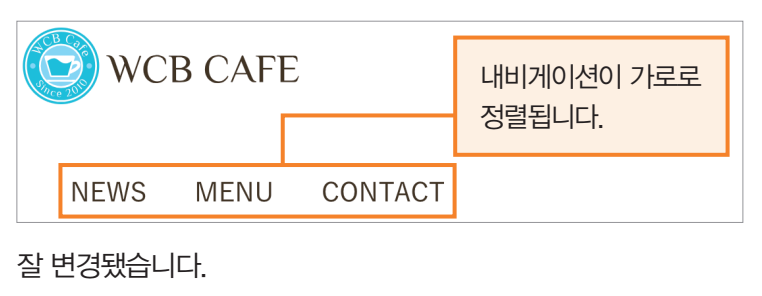 WCB Cafe
Since 2010
WCB CAFE
내비게이션이 가로로
정렬됩니다.
NEWS MENU CONTACT
잘 변경됐습니다.